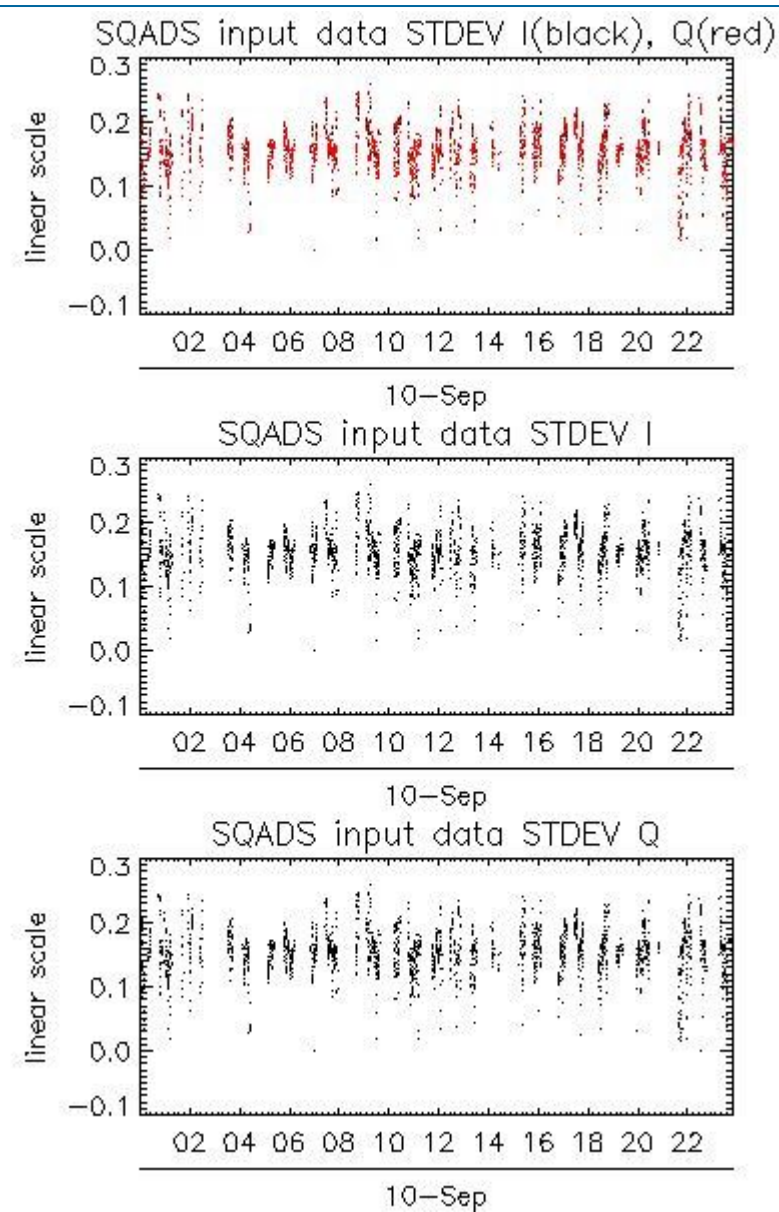 SQADS input data STDEV I(black), Q(red)
0.3
0.2
0.1
0.0
−0.1
linear scale
02 04 06 08 10 12 14 16 18 20 22
10−Sep
SQADS input data STDEV I
0.3
0.2
0.1
0.0
−0.1
linear scale
02 04 06 08 10 12 14 16 18 20 22
10−Sep
SQADS input data STDEV Q
0.3
0.2
0.1
0.0
−0.1
linear scale
02 04 06 08 10 12 14 16 18 20 22
10−Sep